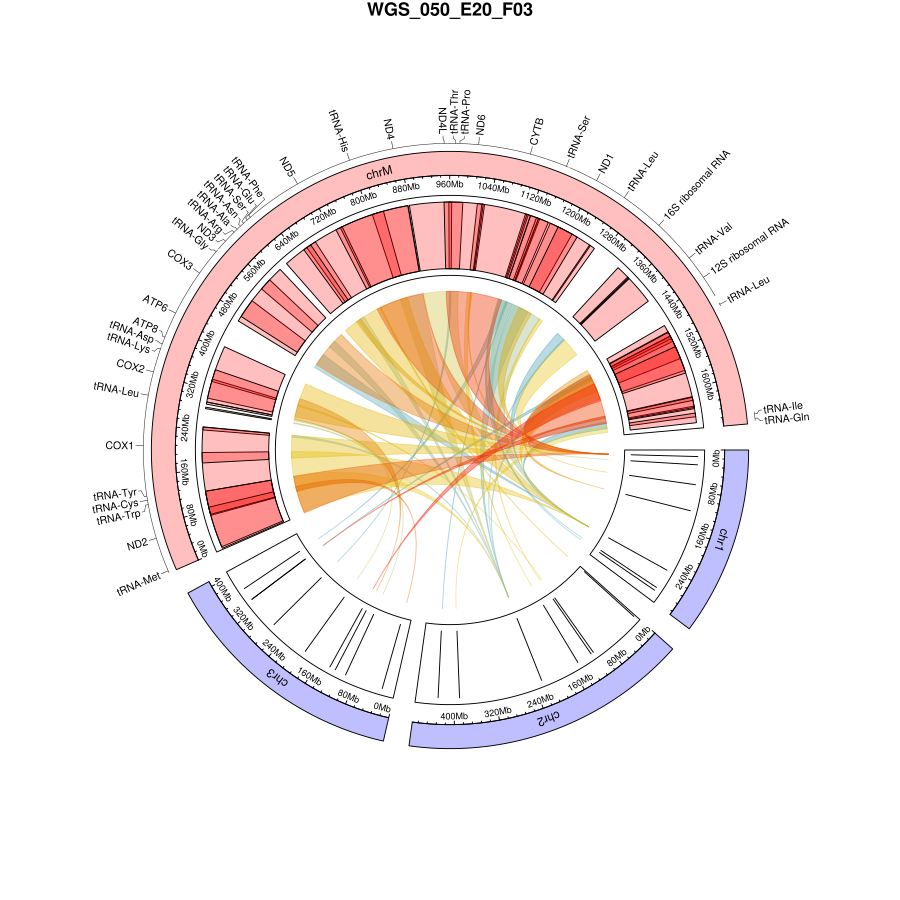 WGS_050_E20_F03
tRNA-Met
ND2
tRNA-Trp
tRNA-Cys
tRNA-Tyr
COX1
tRNA-Leu
COX2
tRNA-Lys
tRNA-Asp
ATP8
ATP6
COX3
tRNA-Gly
ND3
tRNA-Arg
tRNA-Ala
tRNA-Asn
tRNA-Ser
tRNA-Glu
tRNA-Phe
ND5
tRNA-His
ND4
ND4L
tRNA-Thr
tRNA-Pro
ND6
CYTB
tRNA-Ser
ND1
tRNA-Leu
16S ribosomal RNA
tRNA-Val
12S ribosomal RNA
tRNA-Leu
tRNA-Ile
tRNA-Gln
chrM
0Mb
80Mb
160Mb
240Mb
320Mb
400Mb
480Mb
560Mb
640Mb
720Mb
800Mb
880Mb
960Mb
1040Mb
1120Mb
1200Mb
1280Mb
1360Mb
1440Mb
1520Mb
1600Mb
chr1
0Mb
80Mb
160Mb
240Mb
chr2
0Mb
80Mb
160Mb
240Mb
320Mb
400Mb
chr3
0Mb
80Mb
160Mb
240Mb
320Mb
400Mb